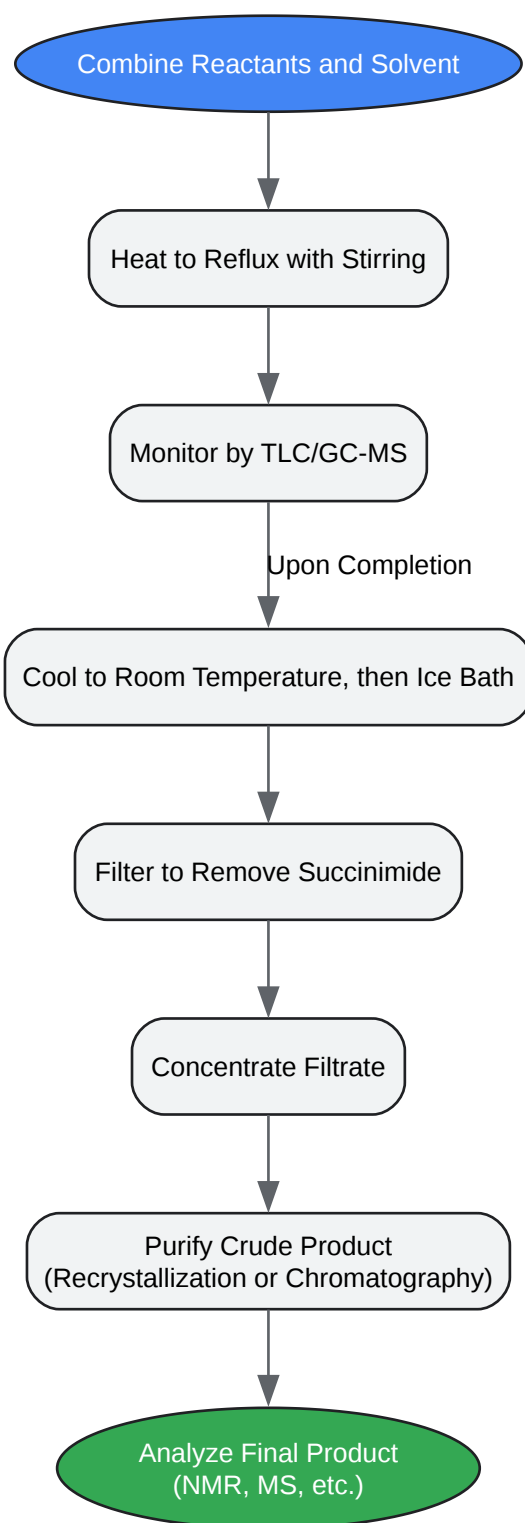 Combine Reactants and Solvent
Heat to Reflux with Stirring
Monitor by TLC/GC-MS
Upon Completion
Cool to Room Temperature, then Ice Bath
Filter to Remove Succinimide
Concentrate Filtrate
Purify Crude Product
(Recrystallization or Chromatography)
Analyze Final Product
(NMR, MS, etc.)